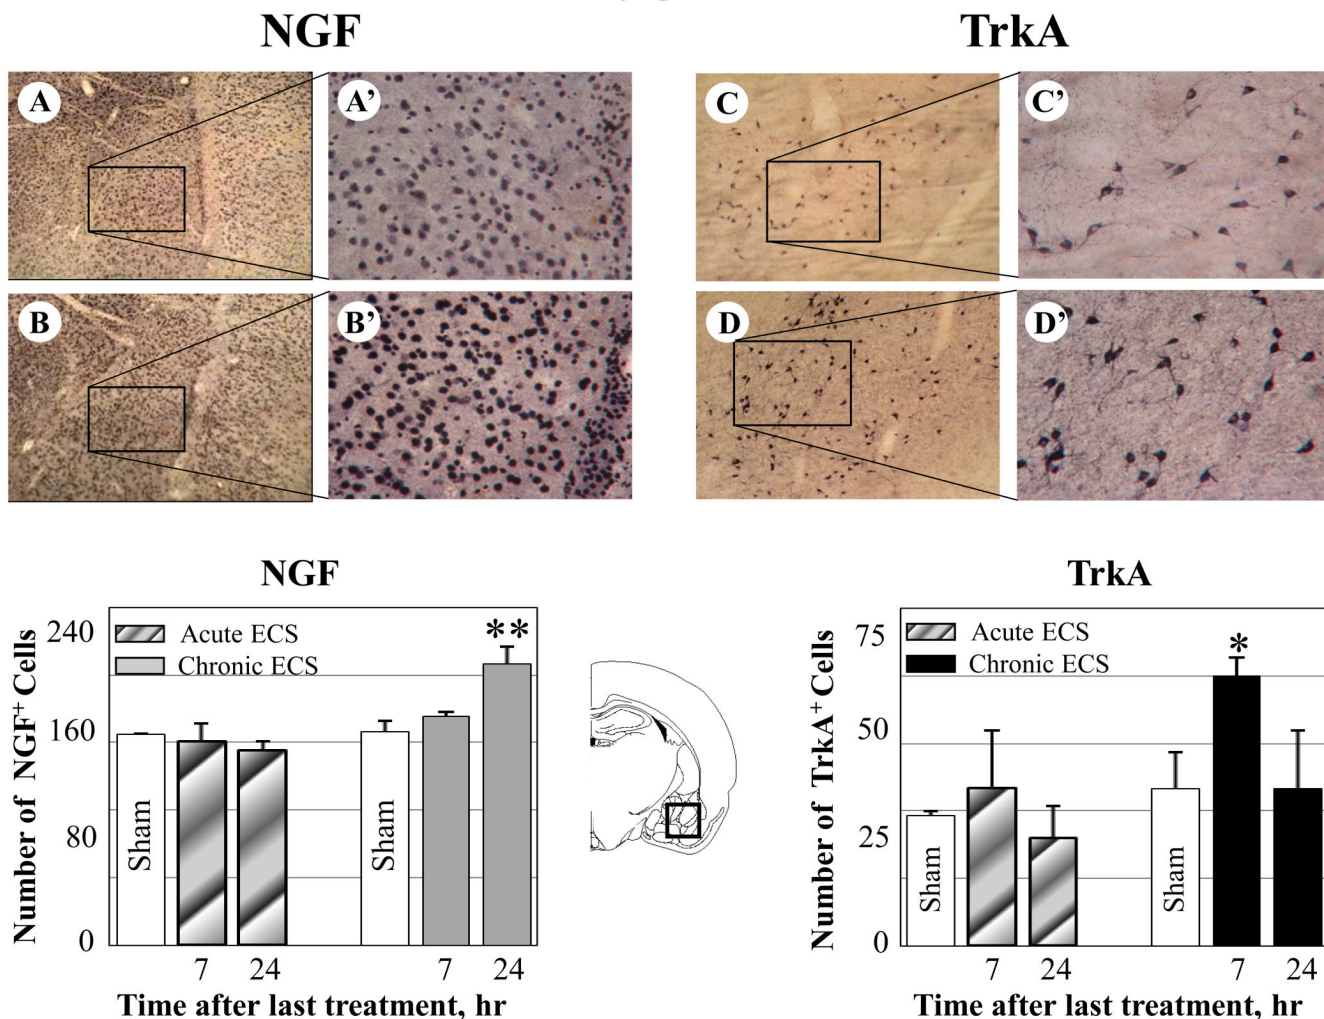 NGF
TrkA
A
A'
C
C'
B
B'
D
D'
NGF
Number of NGF+ Cells
240
160
80
0
Acute ECS
Chronic ECS
**
Sham
Sham
7
24
7
24
Time after last treatment, hr
TrkA
Number of TrkA+ Cells
75
50
25
0
Acute ECS
Chronic ECS
*
Sham
Sham
7
24
7
24
Time after last treatment, hr